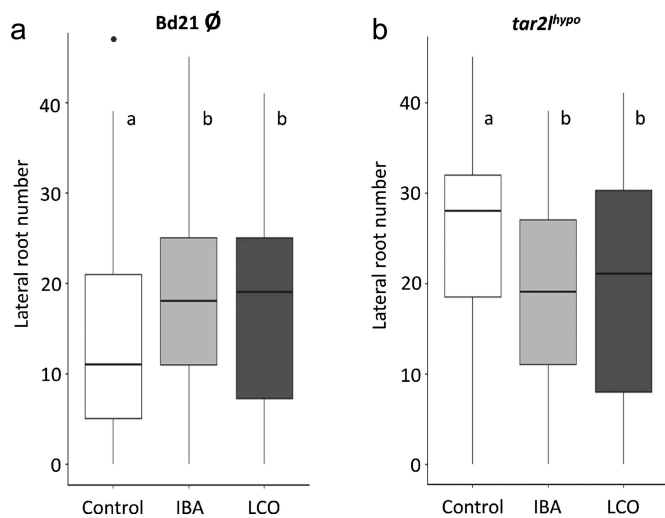 a
Bd21 Ø
Lateral root number
40
30
20
10
0
a
b
b
Control
IBA
LCO
b
tar2l^hypo
Lateral root number
40
30
20
10
0
a
b
b
Control
IBA
LCO